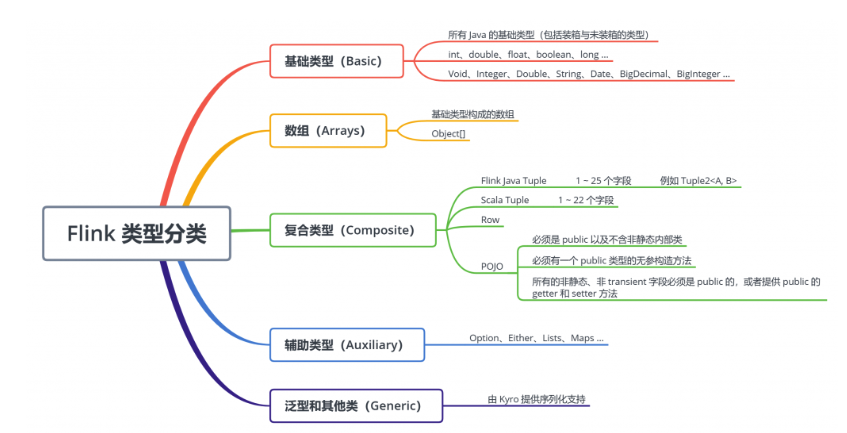 Flink 类型分类
基础类型（Basic）
所有 Java 的基础类型（包括装箱与未装箱的类型）
int、double、float、boolean、long ...
Void、Integer、Double、String、Date、BigDecimal、BigInteger ...
数组（Arrays）
基础类型构成的数组
Object[]
复合类型（Composite）
Flink Java Tuple 1 ~ 25 个字段 例如 Tuple2<A, B>
Scala Tuple 1 ~ 22 个字段
Row
POJO
必须是 public 以及不含非静态内部类
必须有一个 public 类型的无参构造方法
所有的非静态、非 transient 字段必须是 public 的，或者提供 public 的
getter 和 setter 方法
辅助类型（Auxiliary）
Option、Either、Lists、Maps ...
泛型和其他类（Generic）
由 Kyro 提供序列化支持